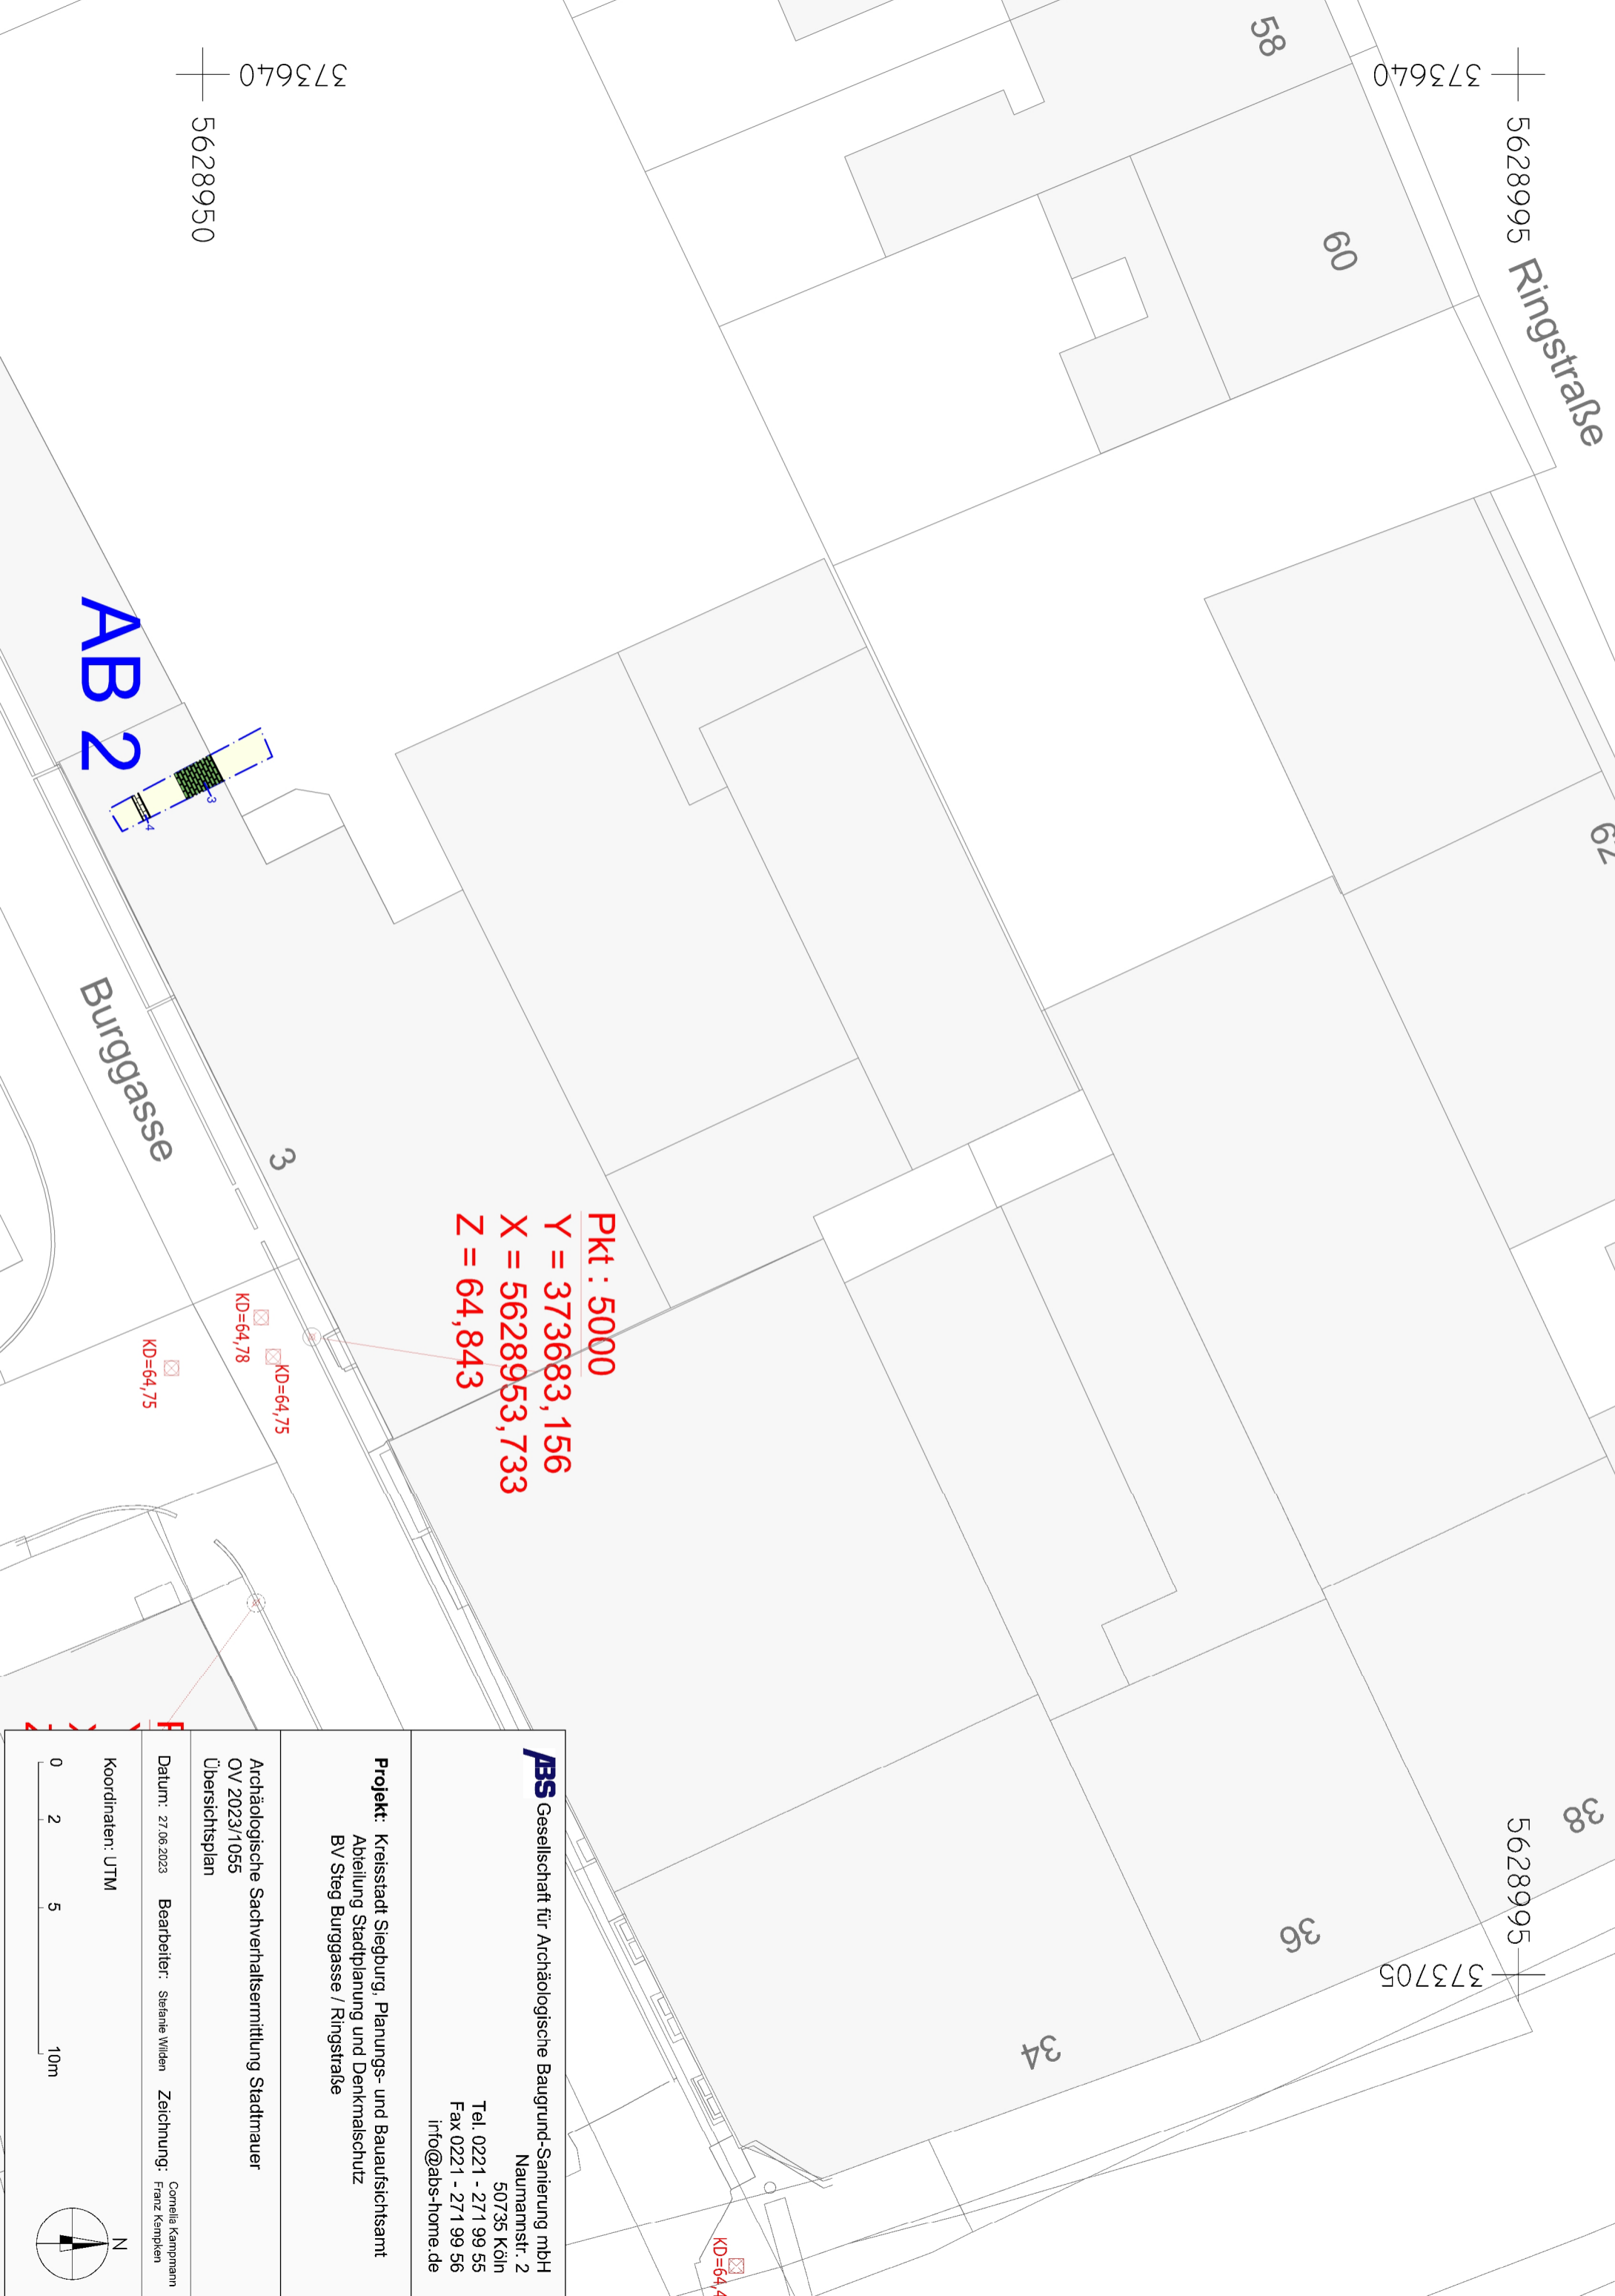 373640
5628950
373640
5628995
Ringstraße
58
60
62
AB 2
3
4
Burggasse
3
Pkt : 5000
Y = 373683,156
X = 5628953,733
Z = 64,843
KD=64,78
KD=64,75
KD=64,75
38
36
34
5628995
373705
ABS Gesellschaft für Archäologische Baugrund-Sanierung mbH
Naumannstr. 2
50735 Köln
Tel. 0221 - 271 99 55
Fax 0221 - 271 99 56
info@abs-home.de
Projekt: Kreisstadt Siegburg, Planungs- und Bauaufsichtsamt
Abteilung Stadtplanung und Denkmalschutz
BV Steg Burggasse / Ringstraße
Archäologische Sachverhaltsermittlung Stadtmauer
OV 2023/1055
Übersichtsplan
Datum: 27.06.2023 Bearbeiter: Stefanie Wilden Zeichnung: Cornelia Kampmann
Franz Kempken
Koordinaten: UTM
N
0 2 5 10m